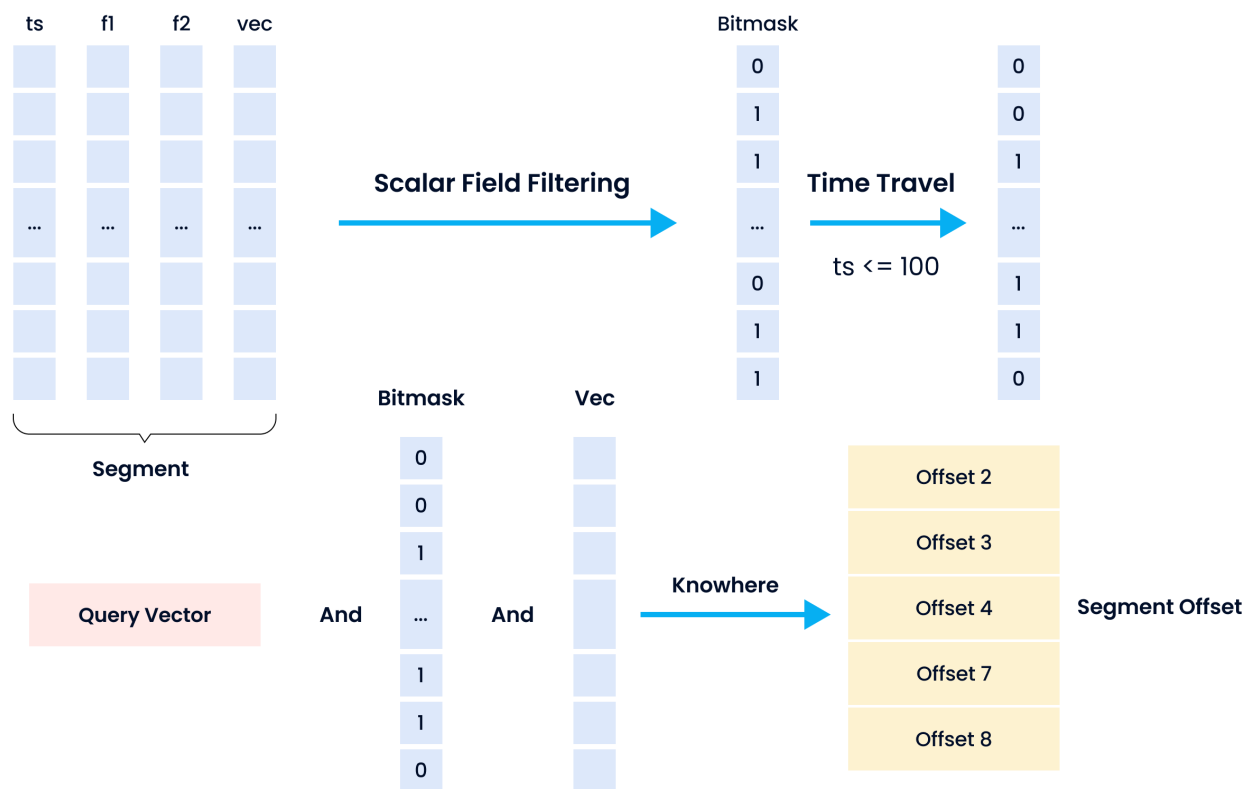 ts f1 f2 vec
... ... ... ...
Segment
Scalar Field Filtering
Bitmask
0
1
1
...
0
1
1
Time Travel
ts <= 100
0
0
1
...
1
1
0
Query Vector
And
Bitmask
0
0
1
...
1
1
0
And
Vec
Knowhere
Offset 2
Offset 3
Offset 4
Offset 7
Offset 8
Segment Offset